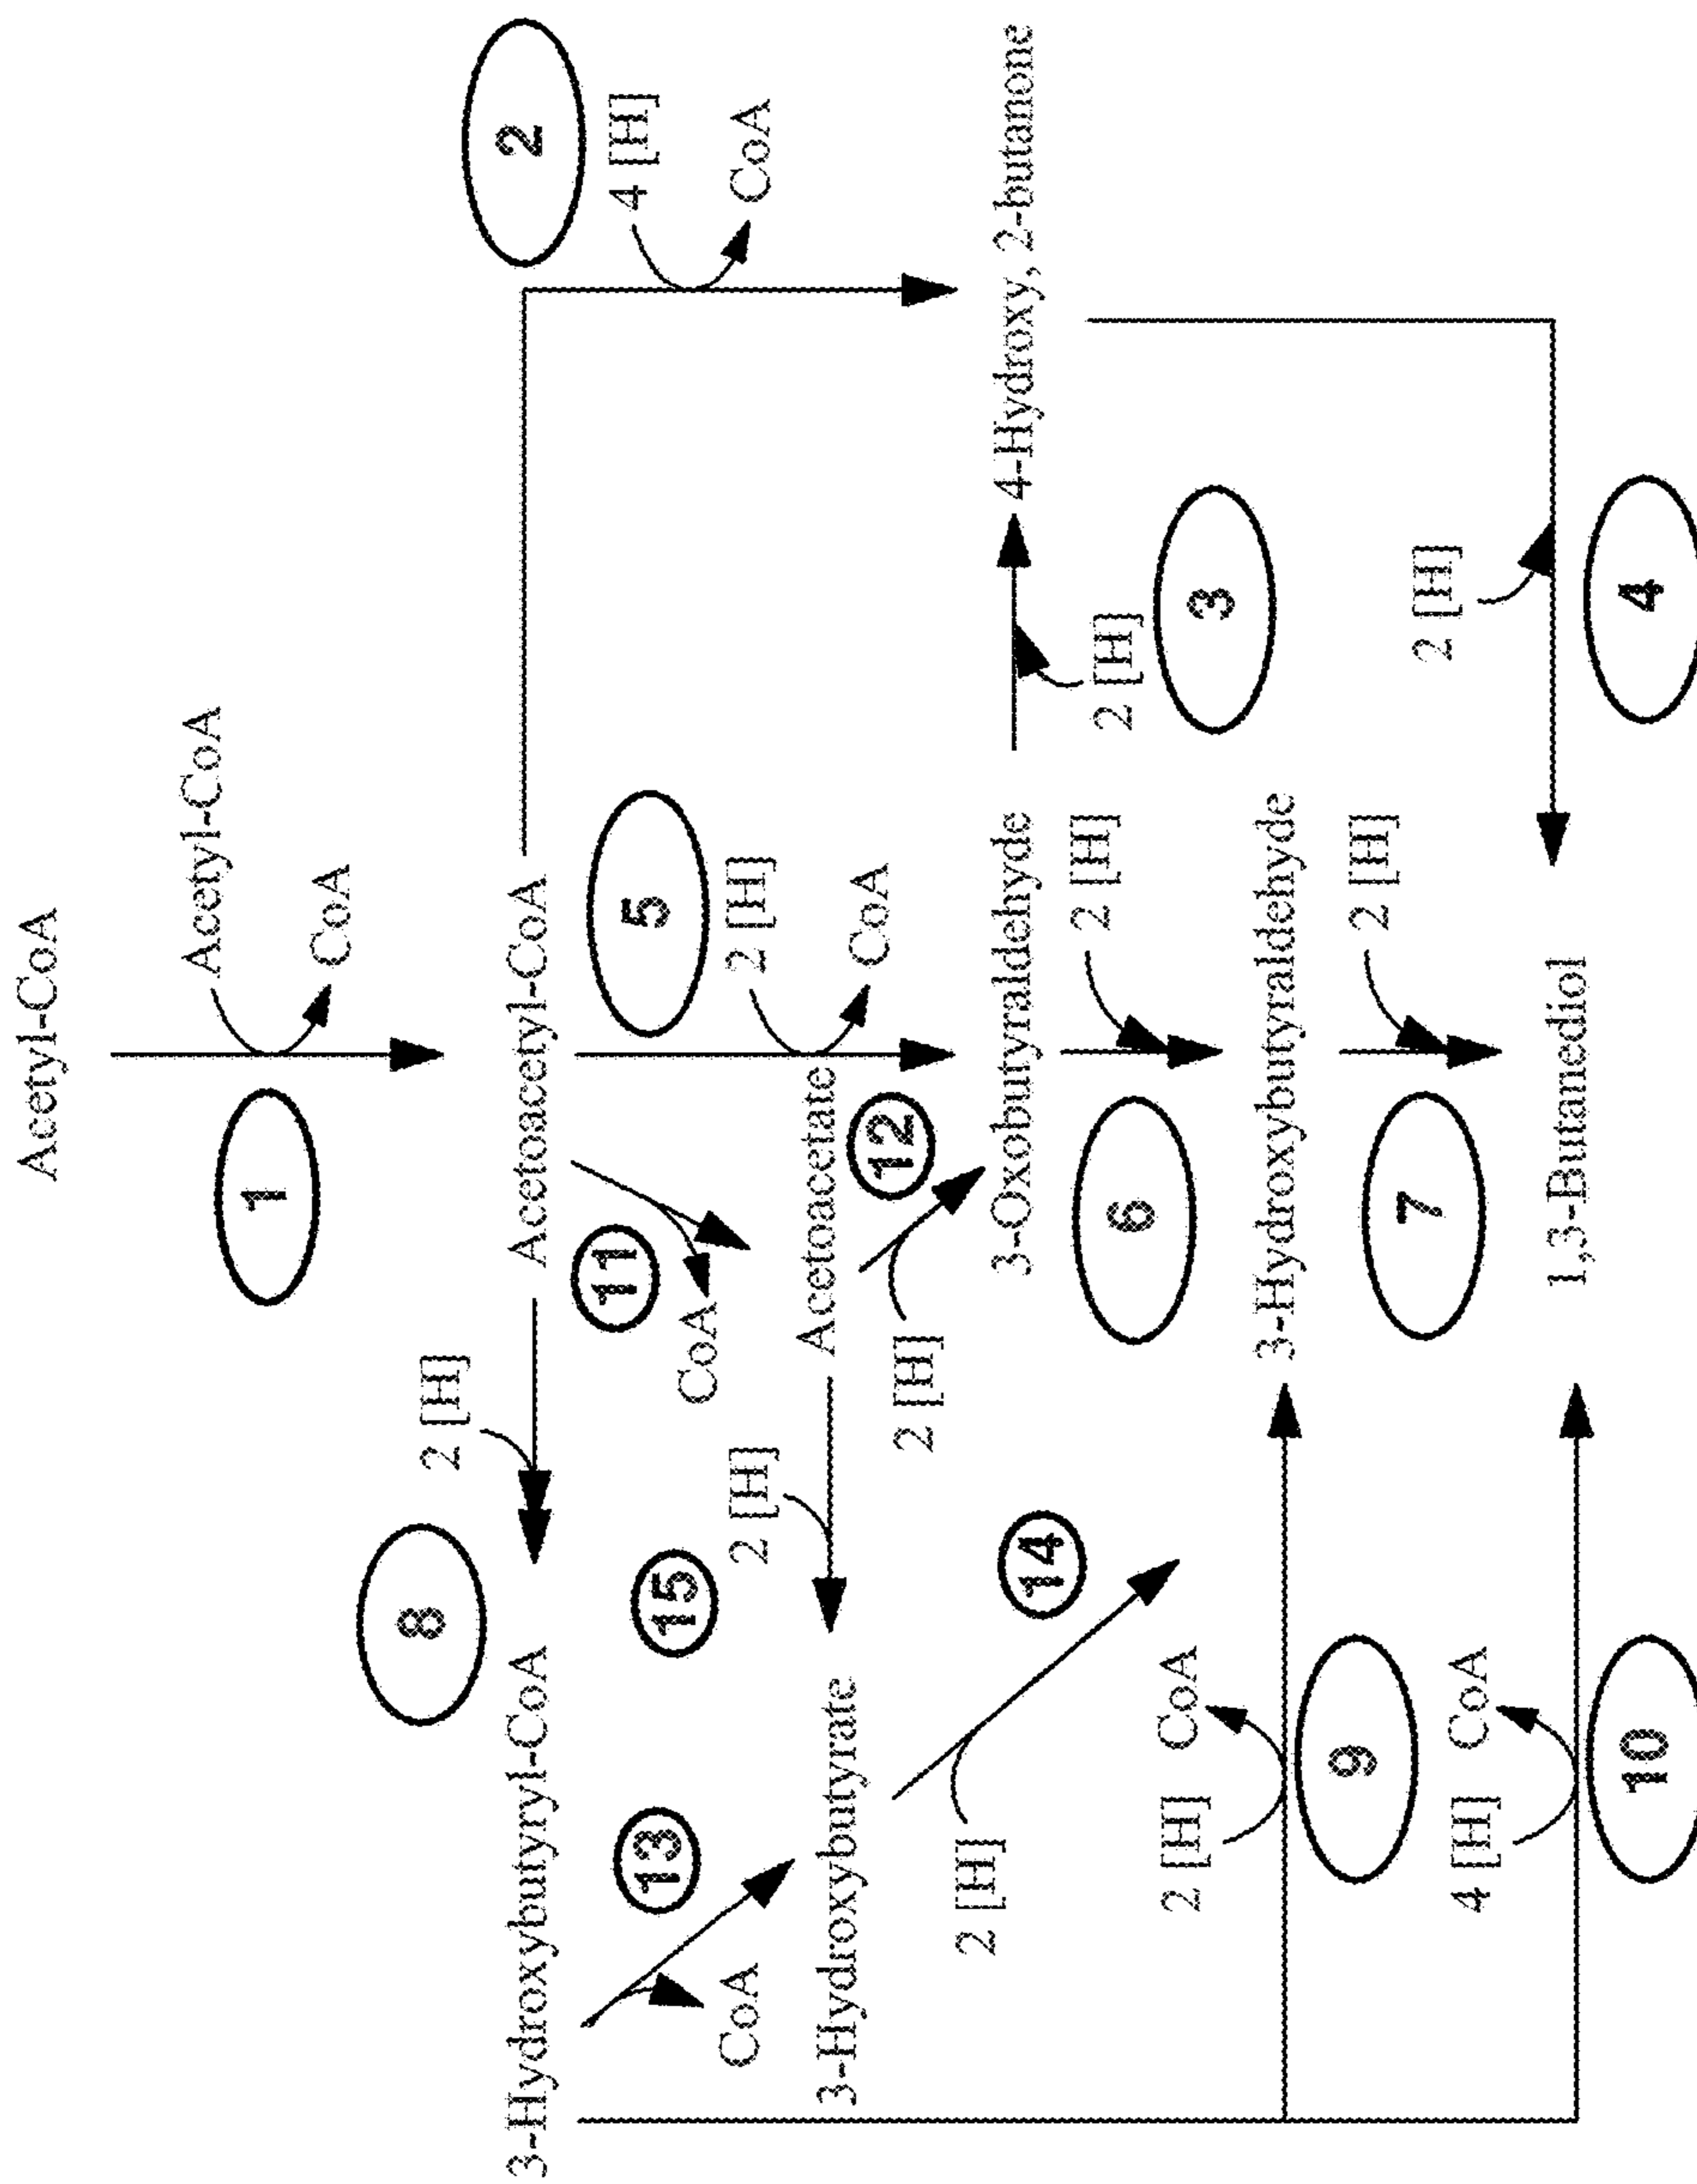 Acetyl-CoA
1
Acetyl-CoA
CoA
3-Hydroxybutyryl-CoA
8
2 [H]
Acetoacetyl-CoA
2
4 [H]
CoA
13
CoA
15
11
CoA
5
2 [H]
CoA
3-Hydroxybutyrate
2 [H]
Acetoacetate
12
2 [H]
2 [H]
14
3-Oxobutyraldehyde
2 [H]
3
4-Hydroxy, 2-butanone
6
2 [H]
2 [H]
CoA
9
3-Hydroxybutyraldehyde
7
2 [H]
4 [H]
CoA
10
1,3-Butanediol
2 [H]
4